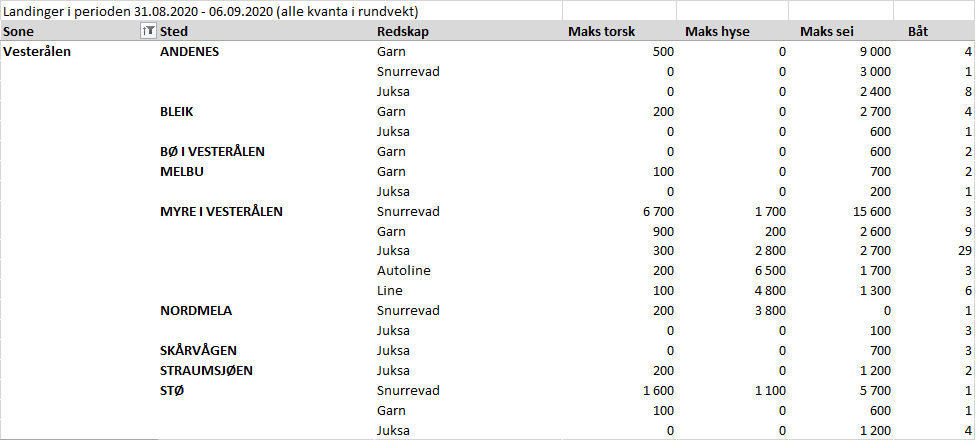 Landinger i perioden 31.08.2020 - 06.09.2020 (alle kvanta i rundvekt)
Sone Sted Redskap Maks torsk Maks hyse Maks sei Båt
Vesterålen ANDENES Garn 500 0 9 000 4
Snurrevad 0 0 3 000 1
Juksa 0 0 2 400 8
BLEIK Garn 200 0 2 700 4
Juksa 0 0 600 1
BØ I VESTERÅLEN Garn 0 0 600 2
MELBU Garn 100 0 700 2
Juksa 0 0 200 1
MYRE I VESTERÅLEN Snurrevad 6 700 1 700 15 600 3
Garn 900 200 2 600 9
Juksa 300 2 800 2 700 29
Autoline 200 6 500 1 700 3
Line 100 4 800 1 300 6
NORDMELA Snurrevad 200 3 800 0 1
Juksa 0 0 100 3
SKÅRVÅGEN Juksa 0 0 700 3
STRAUMSJØEN Juksa 200 0 1 200 2
STØ Snurrevad 1 600 1 100 5 700 1
Garn 100 0 600 1
Juksa 0 0 1 200 4